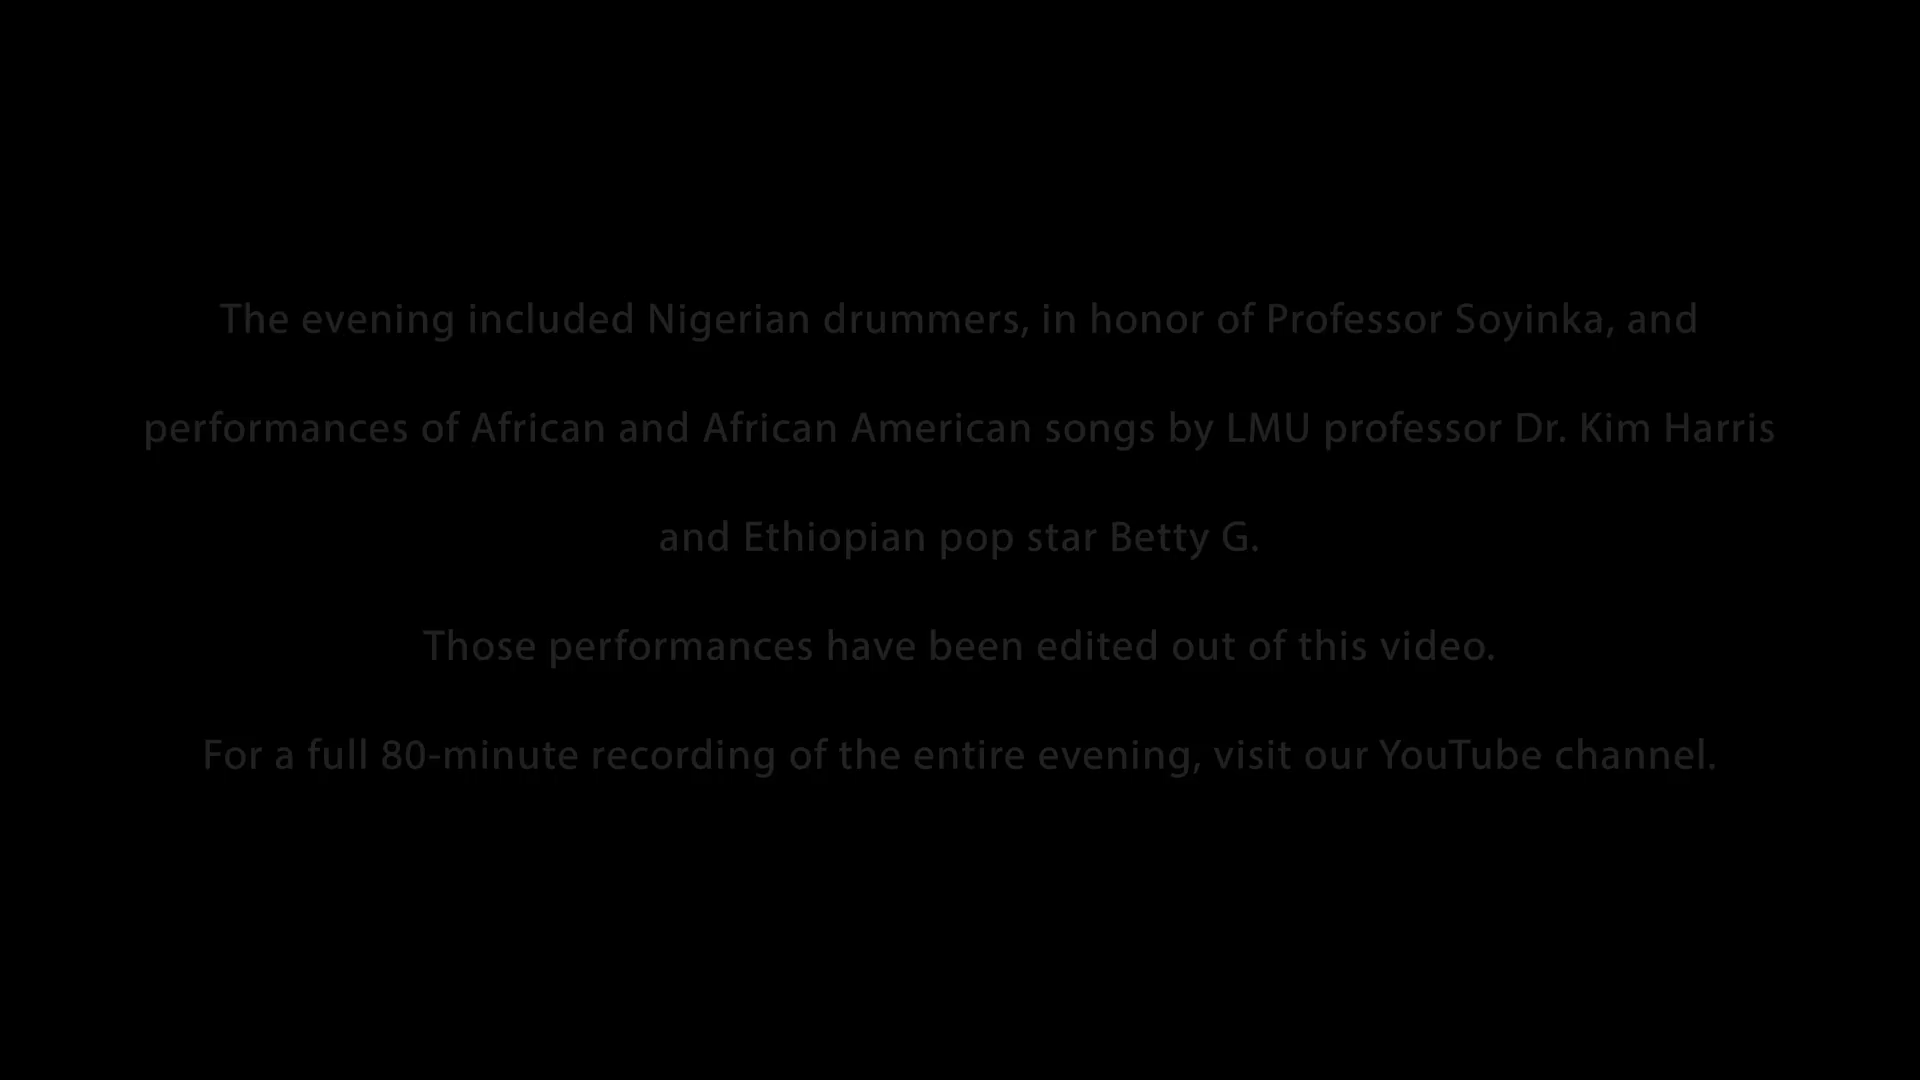 The evening included Nigerian drummers, in honor of Professor Soyinka, and
performances of African and African American songs by LMU professor Dr. Kim Harris
and Ethiopian pop star Betty G.
Those performances have been edited out of this video.
For a full 80-minute recording of the entire evening, visit our YouTube channel.